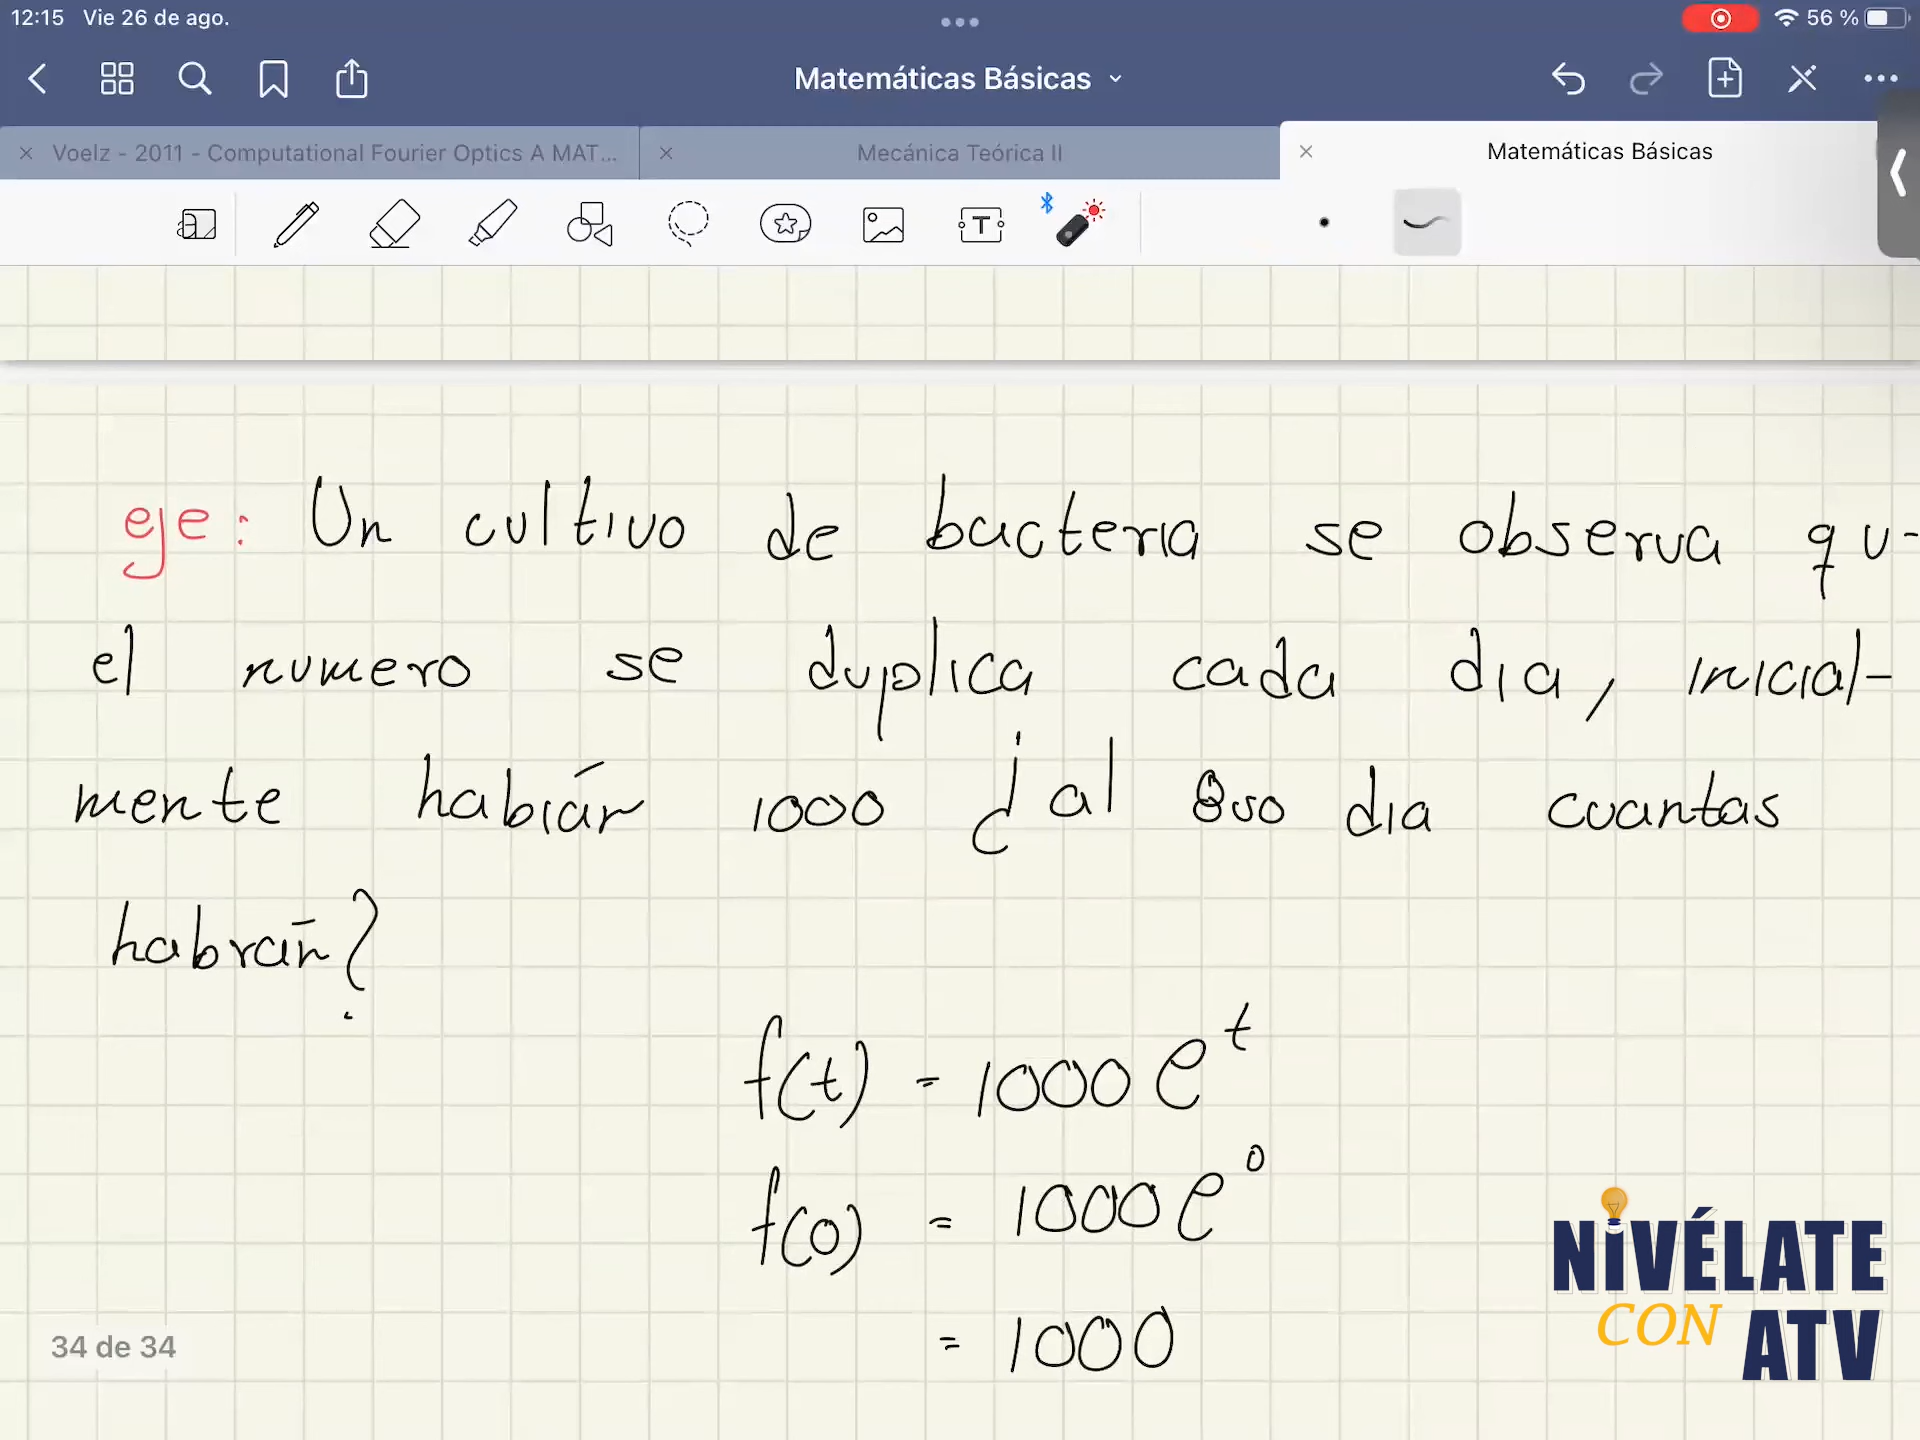 12:15 Vie 26 de ago.
56 %
Matemáticas Básicas
Voelz - 2011 - Computational Fourier Optics A MAT...
Mecánica Teórica II
Matemáticas Básicas
eje: Un cultivo de bacteria se observa qu-
el numero se duplica cada dia, inicial-
mente habián 1000 ¿al 8vo dia cuantas
habrán?
f(t) = 1000 e^t
f(0) = 1000 e^0
= 1000
34 de 34
NIVÉLATE
CON
ATV